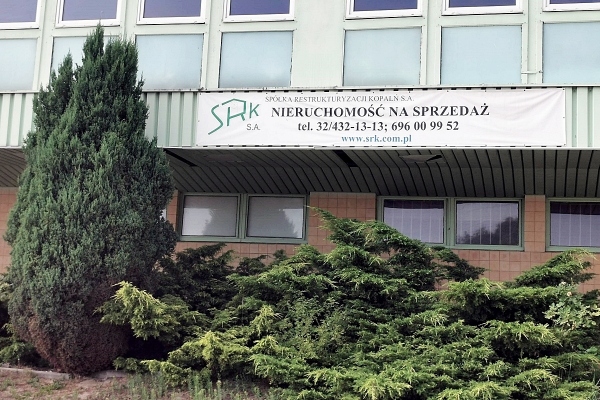 SRK S.A.
SPÓŁKA RESTRUKTURYZACJI KOPALŃ S.A.
NIERUCHOMOŚĆ NA SPRZEDAŻ
tel. 32/432-13-13; 696 00 99 52
www.srk.com.pl